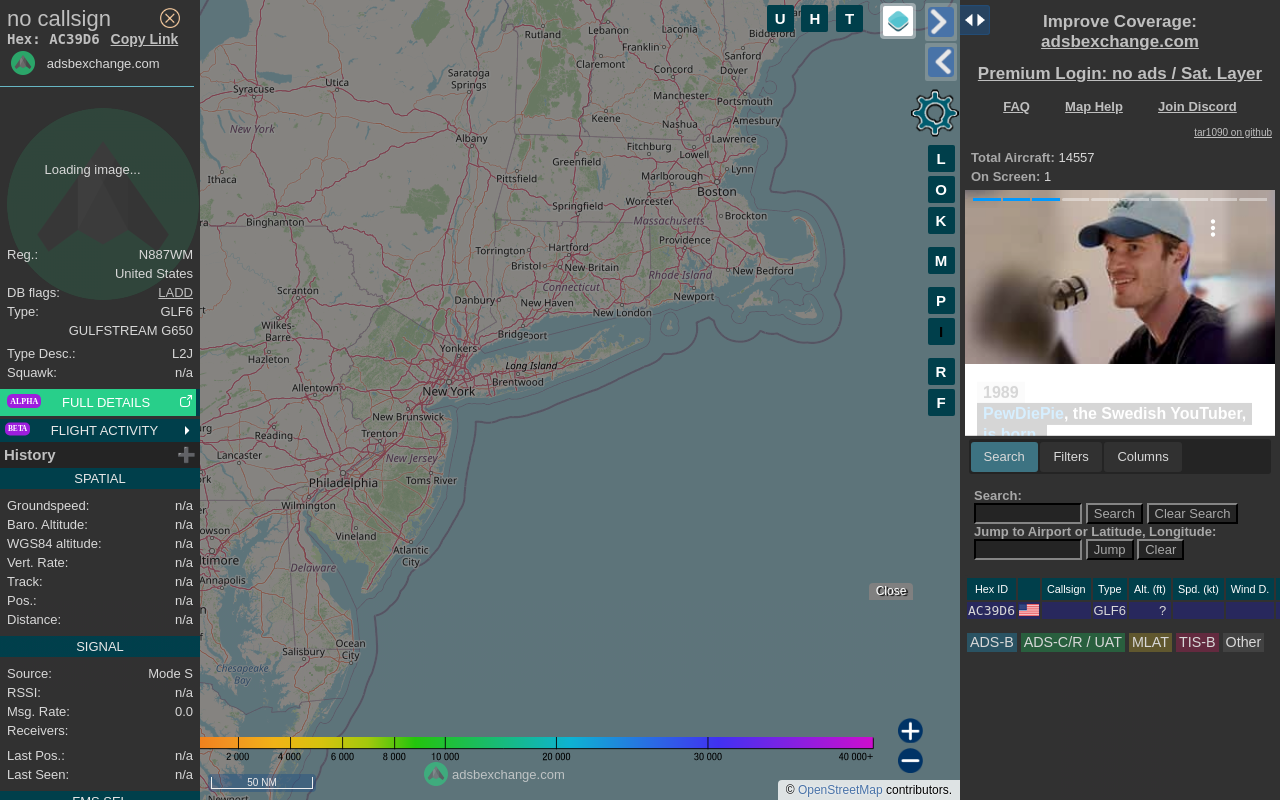 no callsign
Hex: AC39D6 Copy Link
adsbexchange.com
Loading image...
Reg.: N887WM
United States
DB flags: LADD
Type: GLF6
GULFSTREAM G650
Type Desc.: L2J
Squawk: n/a
ALPHA FULL DETAILS
BETA FLIGHT ACTIVITY
History
SPATIAL
Groundspeed: n/a
Baro. Altitude: n/a
WGS84 altitude: n/a
Vert. Rate: n/a
Track: n/a
Pos.: n/a
Distance: n/a
SIGNAL
Source: Mode S
RSSI: n/a
Msg. Rate: 0.0
Receivers:
Last Pos.: n/a
Last Seen: n/a
FMS SEL
U H T
L
O
K
M
P
I
R
F
Rutland
Lebanon
Laconia
Biddeford
Franklin
Sanford
Claremont
Concord
Dover
Saratoga
Springs
Utica
Syracuse
Manchester
Portsmouth
Keene
Nashua
Amesbury
New York
Albany
Fitchburg
Lawrence
Greenfield
Lowell
Lynn
Ithaca
Pittsfield
Marlborough
Boston
Worcester
Springfield
Binghamton
Massachusetts
Brockton
Torrington
Hartford
Providence
Bristol
New Britain
Rhode Island
New Bedford
Connecticut
Scranton
Danbury
New Haven
Newport
New London
Wilkes-
Barre
Bridgeport
Hazleton
Yonkers
Long Island
Brentwood
Allentown
New York
New Brunswick
Reading
Trenton
Lancaster
New Jersey
Philadelphia
Toms River
Wilmington
Vineland
Atlantic
City
Delaware
Annapolis
Ocean
City
Salisbury
Chesapeake
Bay
Newport
Close
2 000 4 000 6 000 8 000 10 000 20 000 30 000 40 000+
50 NM
adsbexchange.com
© OpenStreetMap contributors.
Improve Coverage:
adsbexchange.com
Premium Login: no ads / Sat. Layer
FAQ Map Help Join Discord
tar1090 on github
Total Aircraft: 14557
On Screen: 1
1989
PewDiePie, the Swedish YouTuber,
is born
Search Filters Columns
Search:
Search Clear Search
Jump to Airport or Latitude, Longitude:
Jump Clear
Hex ID Callsign Type Alt. (ft) Spd. (kt) Wind D.
AC39D6 GLF6 ?
ADS-B ADS-C/R / UAT MLAT TIS-B Other